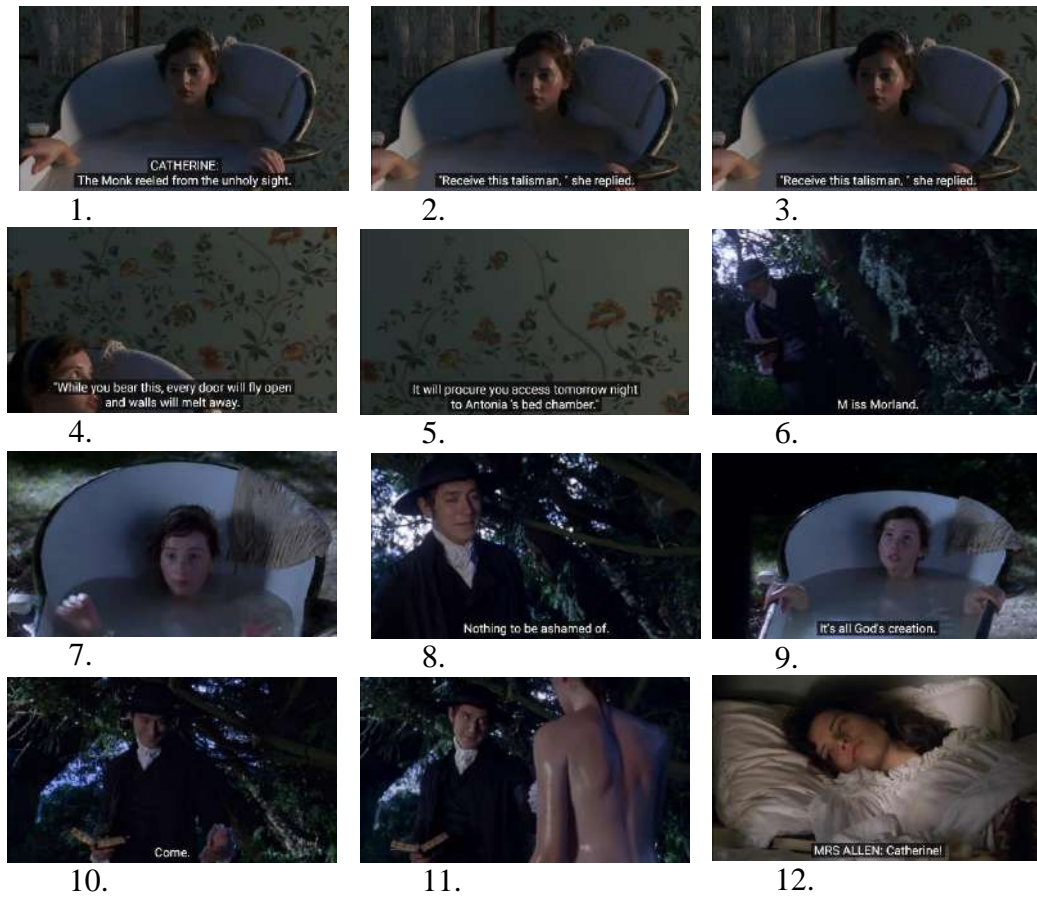 CATHERINE:
The Monk reeled from the unholy sight.
1.
"Receive this talisman, " she replied.
2.
"Receive this talisman, " she replied.
3.
"While you bear this, every door will fly open
and walls will melt away.
4.
It will procure you access tomorrow night
to Antonia 's bed chamber."
5.
M iss Morland.
6.
7.
Nothing to be ashamed of.
8.
It's all God's creation.
9.
Come.
10.
11.
MRS ALLEN: Catherine!
12.